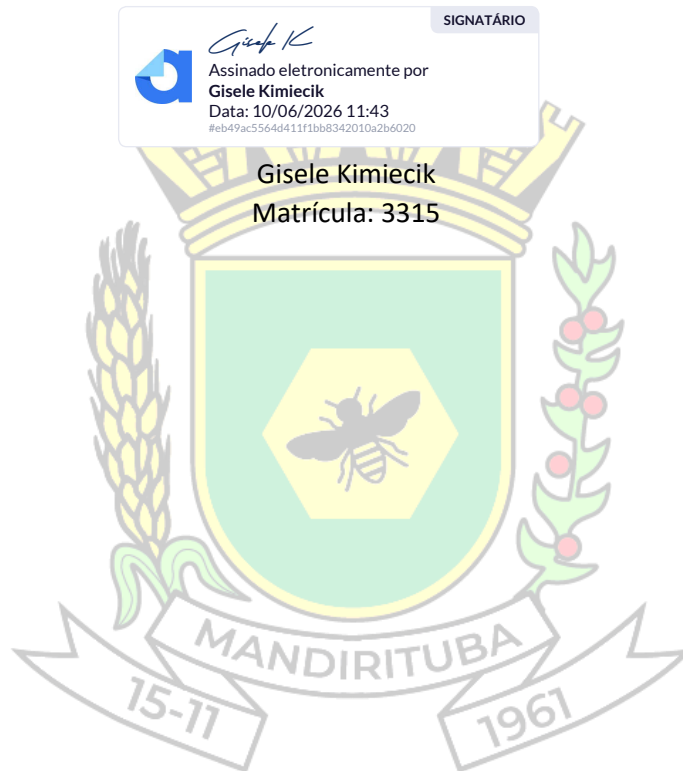 SIGNATÁRIO
Gisele K
Assinado eletronicamente por
Gisele Kimiecik
Data: 10/06/2026 11:43
#eb49ac5564d411f1bb8342010a2b6020
Gisele Kimiecik
Matrícula: 3315
MANDIRITUBA
15-11
1961